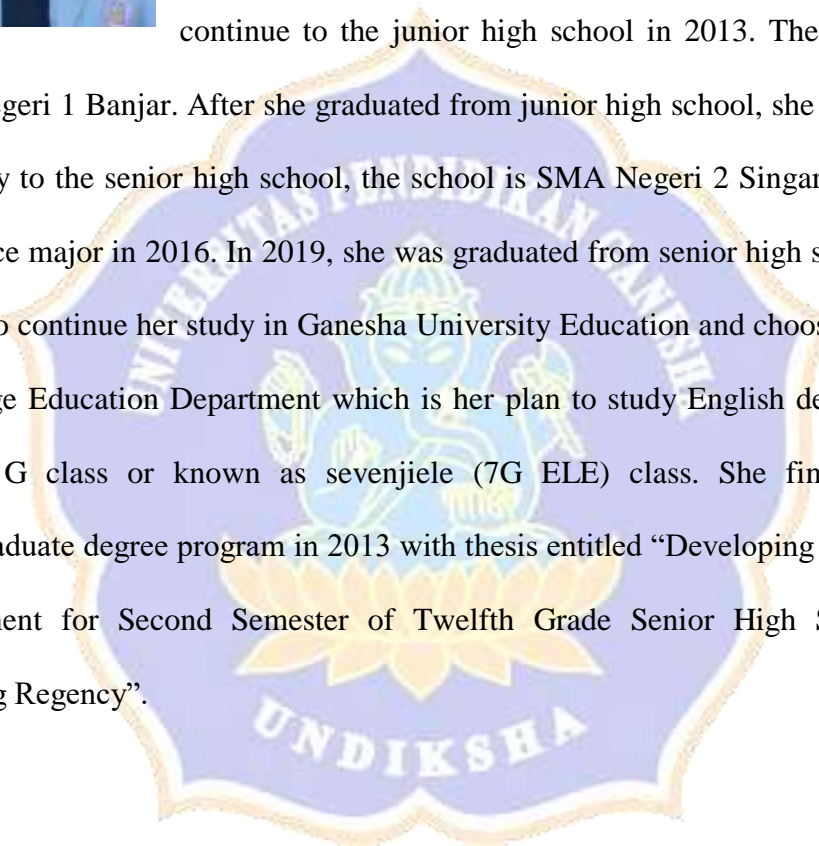 continue to the junior high school in 2013. The
egeri 1 Banjar. After she graduated from junior high school, she
y to the senior high school, the school is SMA Negeri 2 Singar
ce major in 2016. In 2019, she was graduated from senior high s
o continue her study in Ganesha University Education and choos
ge Education Department which is her plan to study English de
G class or known as sevenjiele (7G ELE) class. She fin
aduate degree program in 2013 with thesis entitled “Developing
ent for Second Semester of Twelfth Grade Senior High S
g Regency”.
UNIVERSITAS PENDIDIKAN GANESHA
UNDIKSHA